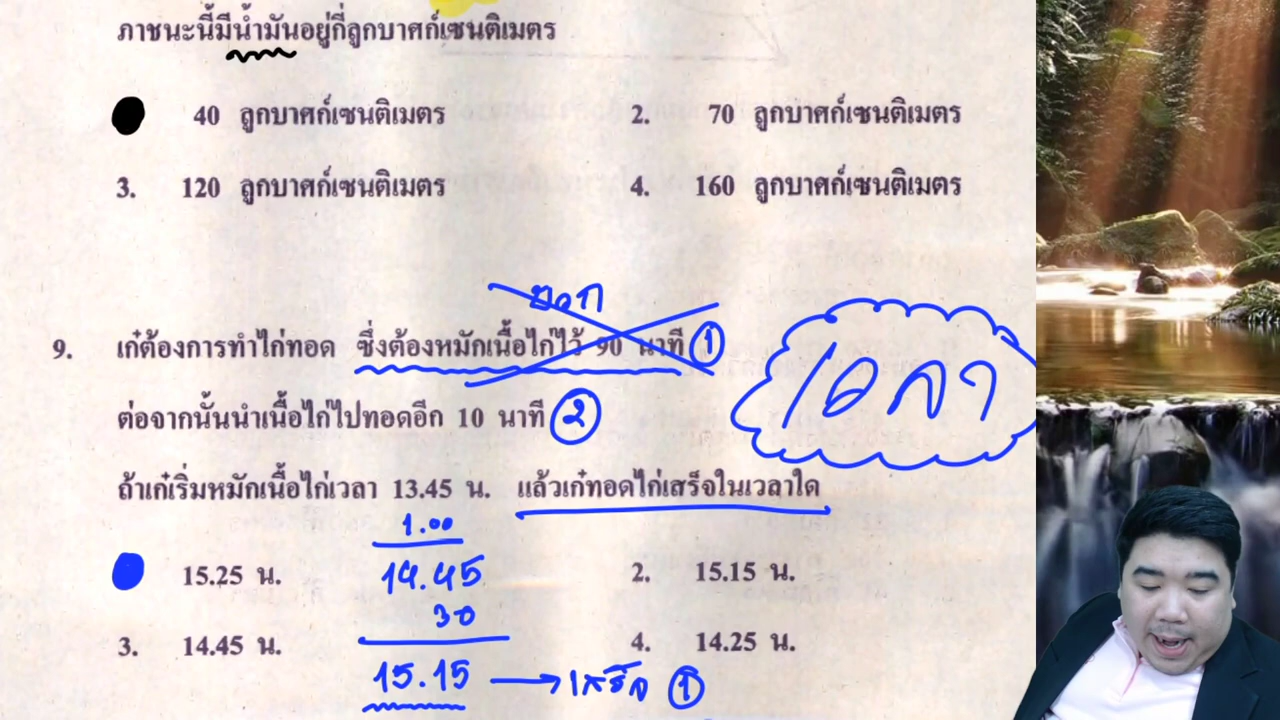 ภาชนะนี้มีน้ำมันอยู่กี่ลูกบาศก์เซนติเมตร
40 ลูกบาศก์เซนติเมตร
2. 70 ลูกบาศก์เซนติเมตร
3. 120 ลูกบาศก์เซนติเมตร
4. 160 ลูกบาศก์เซนติเมตร
หมัก
9. เก๋ต้องการทำไก่ทอด ซึ่งต้องหมักเนื้อไก่ไว้ 90 นาที 1
เวลา
ต่อจากนั้นนำเนื้อไก่ไปทอดอีก 10 นาที 2
ถ้าเก๋เริ่มหมักเนื้อไก่เวลา 13.45 น. แล้วเก๋ทอดไก่เสร็จในเวลาใด
1.00
15.25 น.
14.45
2. 15.15 น.
30
3. 14.45 น.
4. 14.25 น.
15.15 → เสร็จ 1